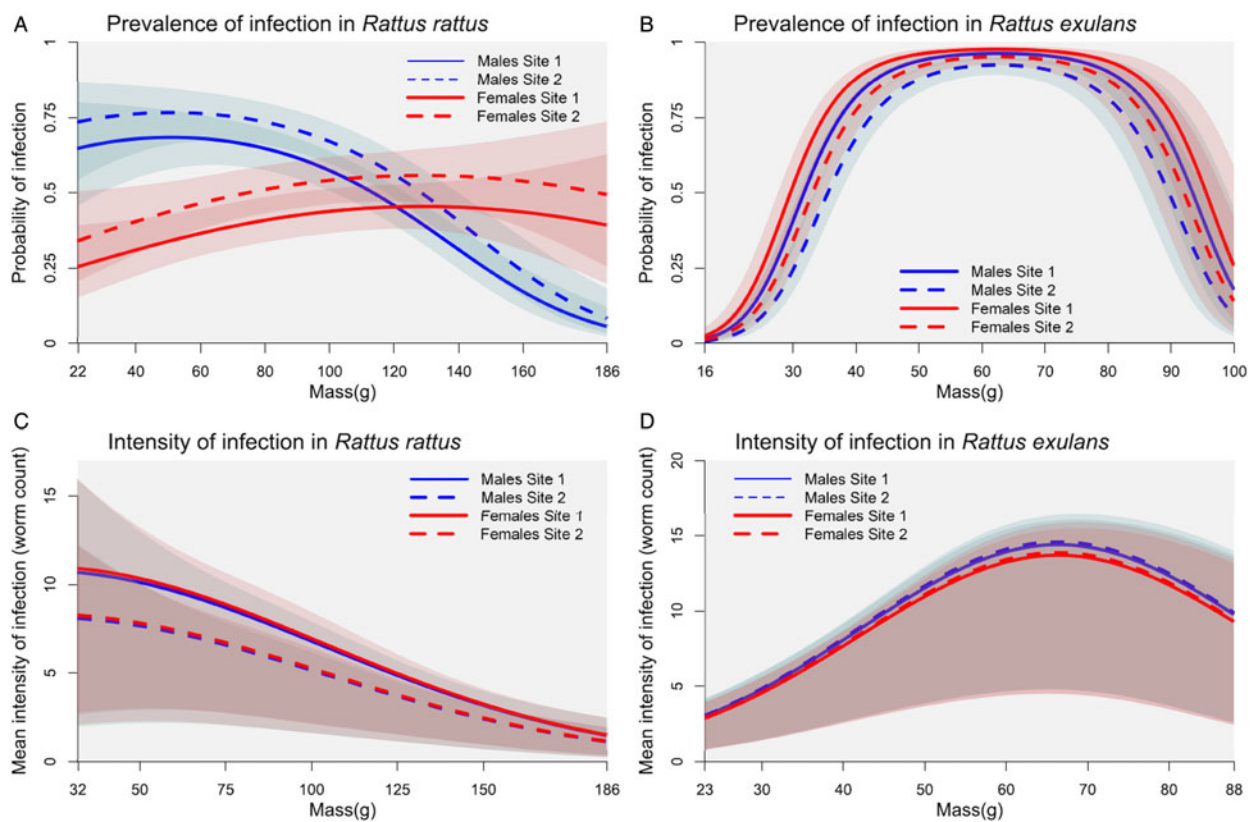 A
Prevalence of infection in Rattus rattus
Probability of infection
1
0.75
0.5
0.25
0
Males Site 1
Males Site 2
Females Site 1
Females Site 2
22 40 60 80 100 120 140 160 186
Mass(g)
B
Prevalence of infection in Rattus exulans
Probability of infection
1
0.75
0.5
0.25
0
Males Site 1
Males Site 2
Females Site 1
Females Site 2
16 30 40 50 60 70 80 90 100
Mass(g)
C
Intensity of infection in Rattus rattus
Mean intensity of infection (worm count)
15
10
5
0
Males Site 1
Males Site 2
Females Site 1
Females Site 2
32 50 75 100 125 150 186
Mass(g)
D
Intensity of infection in Rattus exulans
Mean intensity (worm count)
20
15
10
5
0
Males Site 1
Males Site 2
Females Site 1
Females Site 2
23 30 40 50 60 70 80 88
Mass(g)